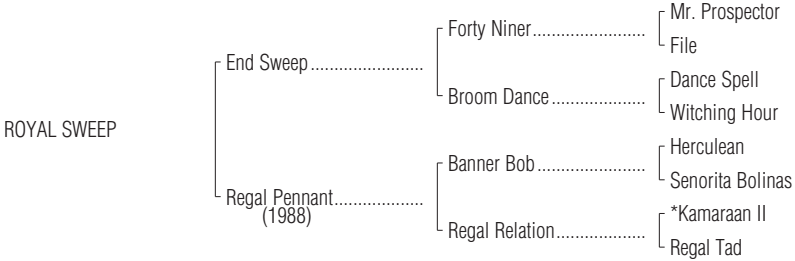 Mr. Prospector
Forty Niner........................
File
End Sweep........................
Dance Spell
Broom Dance....................
Witching Hour
ROYAL SWEEP
Herculean
Banner Bob.......................
Senorita Bolinas
Regal Pennant...................
(1988)
*Kamaraan II
Regal Relation...................
Regal Tad